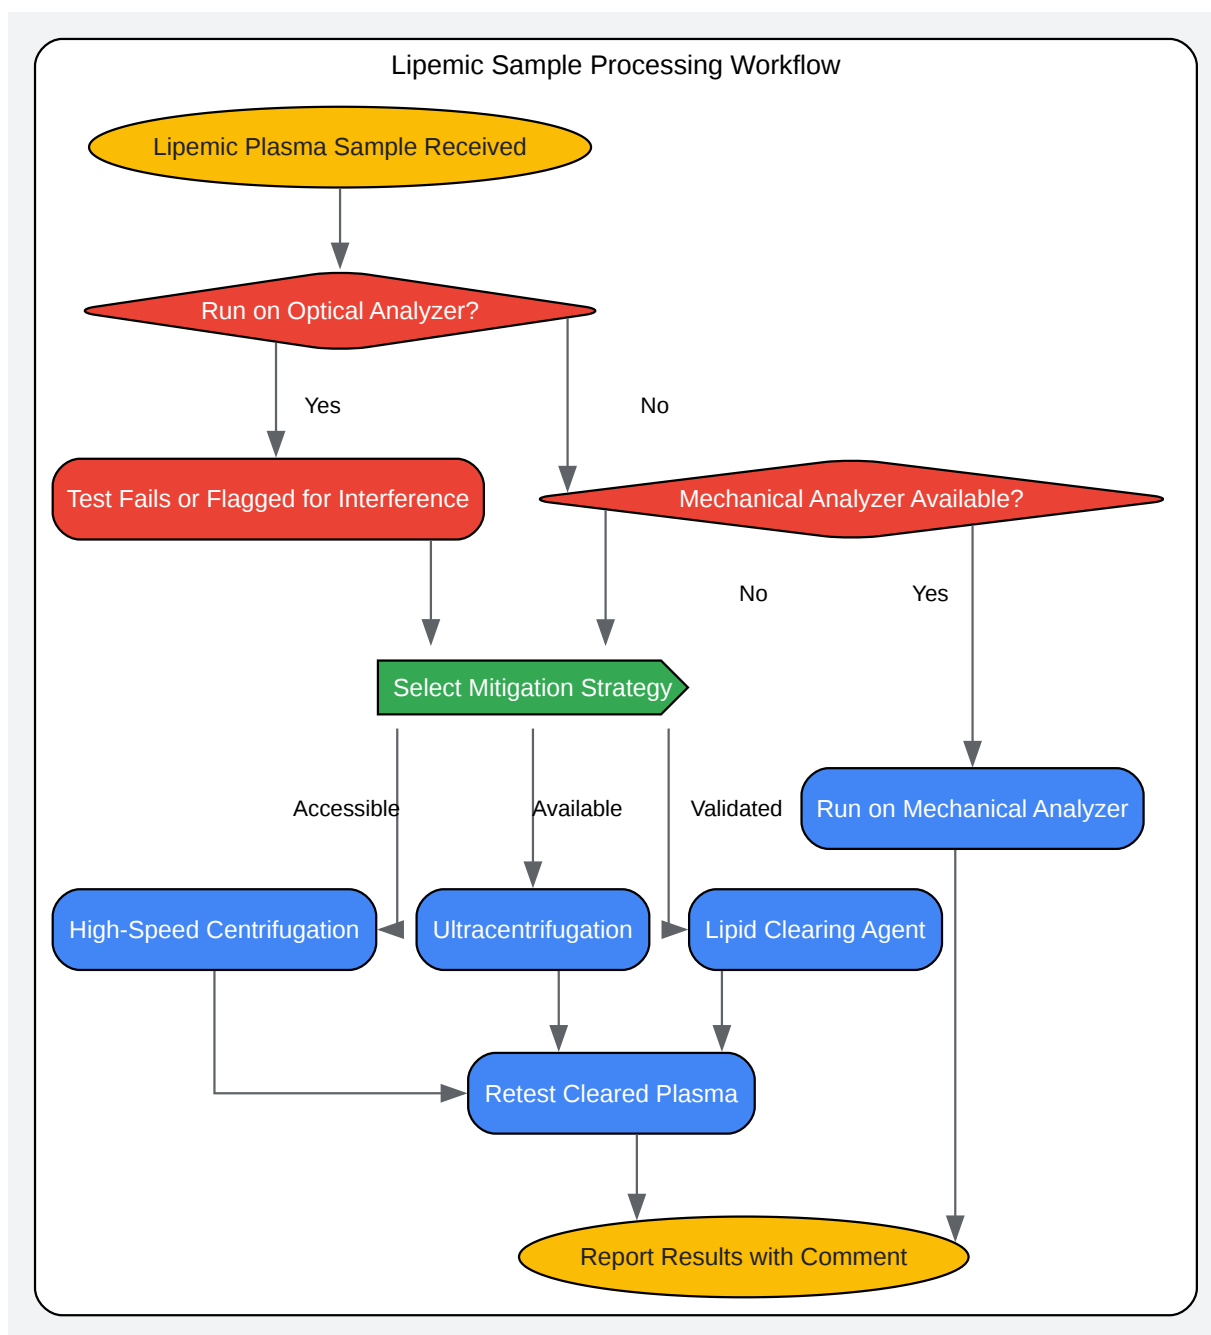 Lipemic Sample Processing Workflow
Lipemic Plasma Sample Received
Run on Optical Analyzer?
Yes
No
Test Fails or Flagged for Interference
Mechanical Analyzer Available?
No
Yes
Select Mitigation Strategy
Accessible
Available
Validated
Run on Mechanical Analyzer
High-Speed Centrifugation
Ultracentrifugation
Lipid Clearing Agent
Retest Cleared Plasma
Report Results with Comment